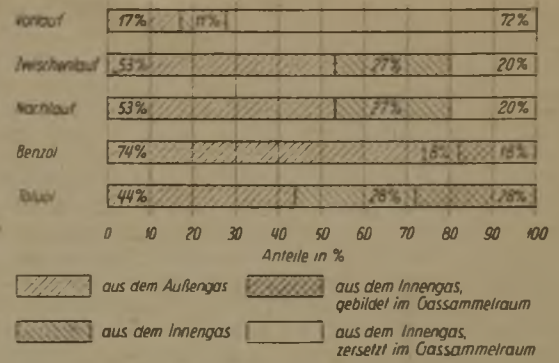 Vorlauf 17% 11% 72%
Zwischenlauf 53% 27% 20%
Nachlauf 53% 27% 20%
Benzol 74% 18%
Toluol 44% 28% 28%
0 10 20 30 40 50 60 70 80 90 100
Anteile in %
aus dem Außengas
aus dem Innengas,
gebildet im Gassammelraum
aus dem Innengas
aus dem Innengas,
zersetzt im Gassammelraum